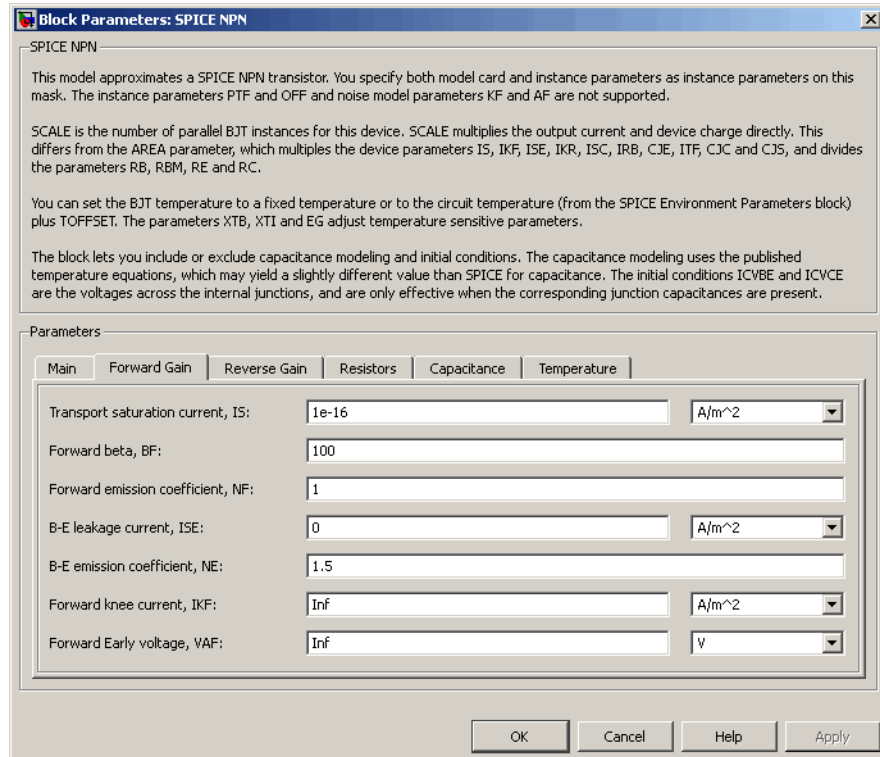 Block Parameters: SPICE NPN
SPICE NPN
This model approximates a SPICE NPN transistor. You specify both model card and instance parameters as instance parameters on this
mask. The instance parameters PTF and OFF and noise model parameters KF and AF are not supported.
SCALE is the number of parallel BJT instances for this device. SCALE multiplies the output current and device charge directly. This
differs from the AREA parameter, which multiplies the device parameters IS, IKF, ISE, IKR, ISC, IRB, CJE, ITF, CJC and CJS, and divides
the parameters RB, RBM, RE and RC.
You can set the BJT temperature to a fixed temperature or to the circuit temperature (from the SPICE Environment Parameters block)
plus TOFFSET. The parameters XTB, XTI and EG adjust temperature sensitive parameters.
The block lets you include or exclude capacitance modeling and initial conditions. The capacitance modeling uses the published
temperature equations, which may yield a slightly different value than SPICE for capacitance. The initial conditions ICVBE and ICVCE
are the voltages across the internal junctions, and are only effective when the corresponding junction capacitances are present.
Parameters
Main Forward Gain Reverse Gain Resistors Capacitance Temperature
Transport saturation current, IS: 1e-16 A/m^2
Forward beta, BF: 100
Forward emission coefficient, NF: 1
B-E leakage current, ISE: 0 A/m^2
B-E emission coefficient, NE: 1.5
Forward knee current, IKF: Inf A/m^2
Forward Early voltage, VAF: Inf V
OK Cancel Help Apply